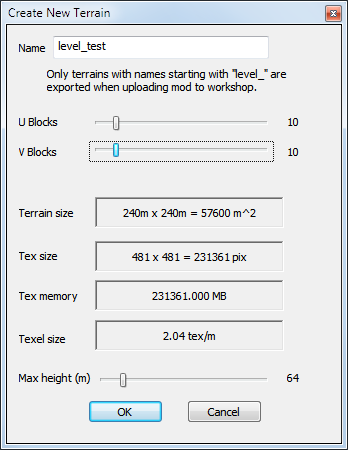 Create New Terrain
Name level_test
Only terrains with names starting with "level_" are
exported when uploading mod to workshop.
U Blocks 10
V Blocks 10
Terrain size 240m x 240m = 57600 m^2
Tex size 481 x 481 = 231361 pix
Tex memory 231361.000 MB
Texel size 2.04 tex/m
Max height (m) 64
OK Cancel